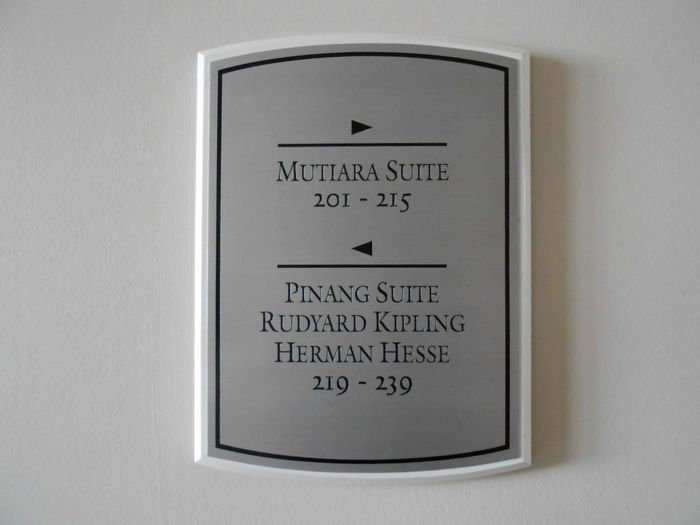 MUTIARA SUITE
201 - 215
PINANG SUITE
RUDYARD KIPLING
HERMAN HESSE
219 - 239